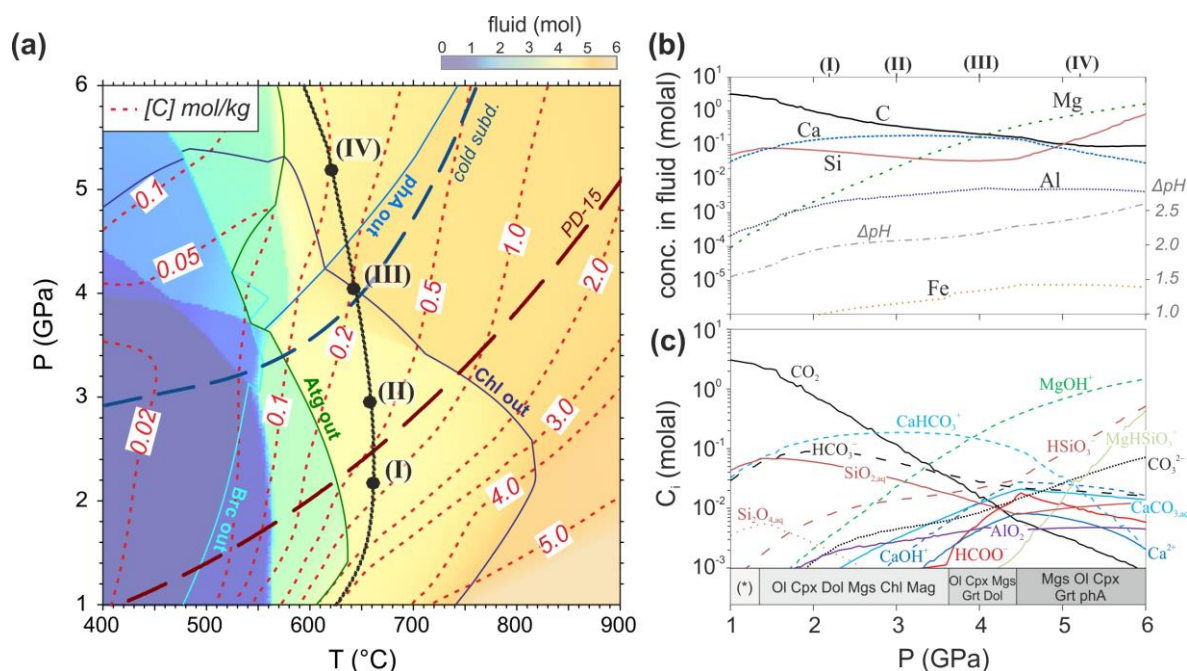 (a)
fluid (mol)
0 1 2 3 4 5 6
[C] mol/kg
6
5
4
3
2
1
P (GPa)
400 500 600 700 800 900
T (°C)
0.1
0.05
0.02
0.1
0.2
0.5
1.0
2.0
3.0
4.0
5.0
(IV)
(III)
(II)
(I)
phA out
cold subd.
PD-15
Atg out
Chl out
Brc out
(b)
(I) (II) (III) (IV)
conc. in fluid (molal)
10¹
10⁰
10⁻¹
10⁻²
10⁻³
10⁻⁴
10⁻⁵
Mg
C
Ca
Si
Al
ΔpH
Fe
ΔpH
2.5
2.0
1.5
1.0
(c)
Cᵢ (molal)
10¹
10⁰
10⁻¹
10⁻²
10⁻³
CO₂
MgOH⁺
CaHCO₃⁺
HCO₃⁻
HSiO₃⁻
MgHSiO₃⁺
SiO₂,aq
CO₃²⁻
Si₂O₄,aq
CaCO₃,aq
AlO₂⁻
CaOH⁺
HCOO⁻
Ca²⁺
(*)
Ol Cpx Dol Mgs Chl Mag
Ol Cpx Mgs
Grt Dol
Mgs Ol Cpx
Grt phA
1 2 3 4 5 6
P (GPa)